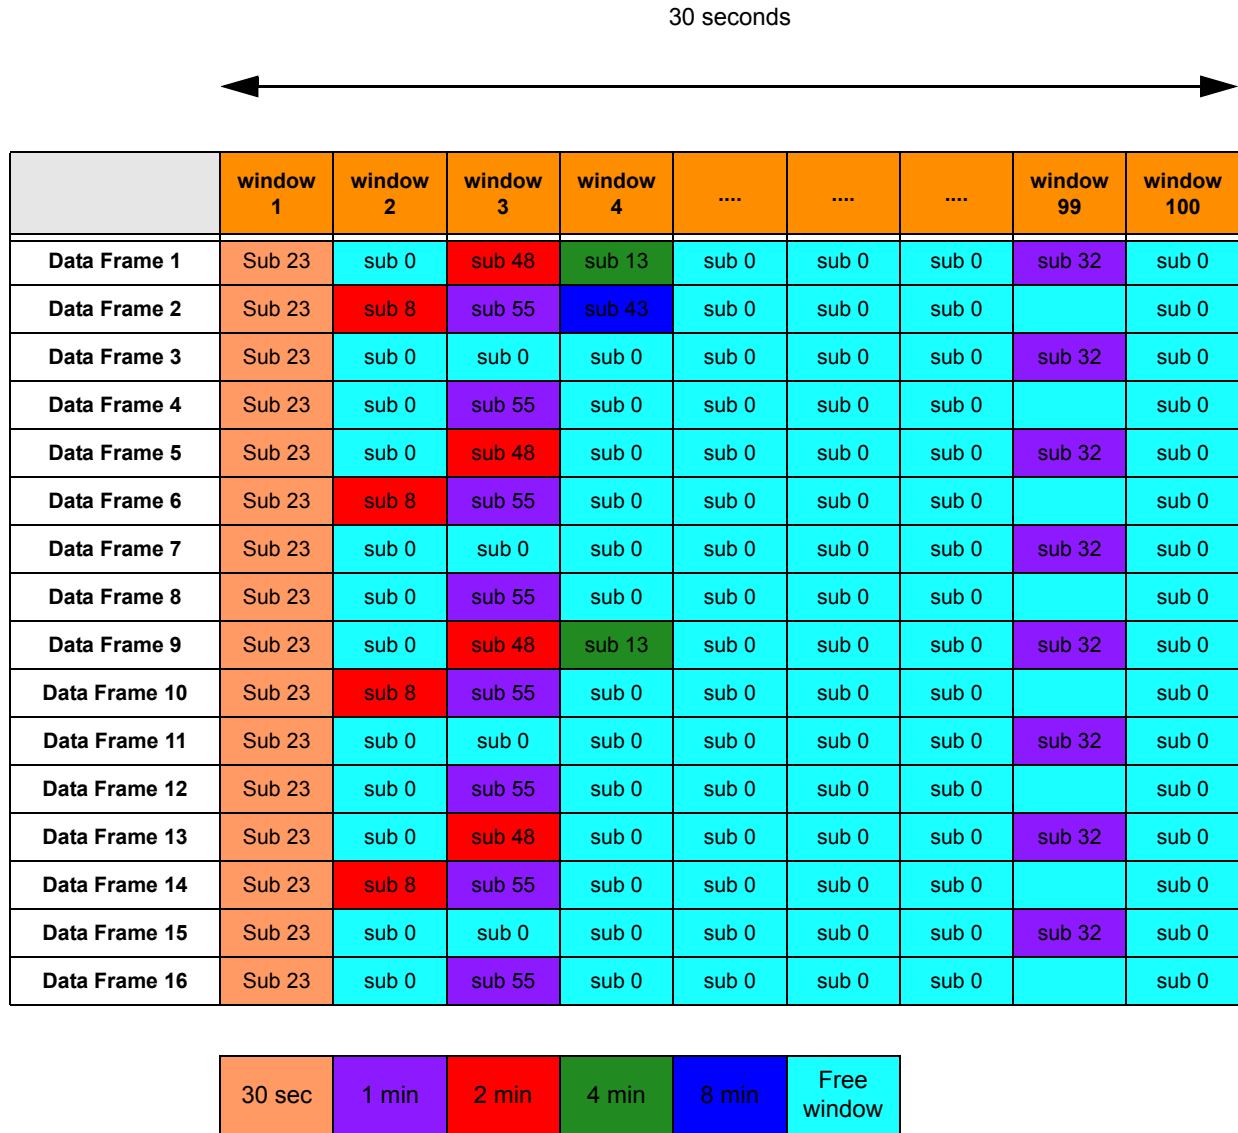 30 seconds
window 1 window 2 window 3 window 4 .... .... .... window 99 window 100
Data Frame 1 Sub 23 sub 0 sub 48 sub 13 sub 0 sub 0 sub 0 sub 32 sub 0
Data Frame 2 Sub 23 sub 8 sub 55 sub 43 sub 0 sub 0 sub 0 sub 0
Data Frame 3 Sub 23 sub 0 sub 0 sub 0 sub 0 sub 0 sub 0 sub 32 sub 0
Data Frame 4 Sub 23 sub 0 sub 55 sub 0 sub 0 sub 0 sub 0 sub 0
Data Frame 5 Sub 23 sub 0 sub 48 sub 0 sub 0 sub 0 sub 0 sub 32 sub 0
Data Frame 6 Sub 23 sub 8 sub 55 sub 0 sub 0 sub 0 sub 0 sub 0
Data Frame 7 Sub 23 sub 0 sub 0 sub 0 sub 0 sub 0 sub 0 sub 32 sub 0
Data Frame 8 Sub 23 sub 0 sub 55 sub 0 sub 0 sub 0 sub 0 sub 0
Data Frame 9 Sub 23 sub 0 sub 48 sub 13 sub 0 sub 0 sub 0 sub 32 sub 0
Data Frame 10 Sub 23 sub 8 sub 55 sub 0 sub 0 sub 0 sub 0 sub 0
Data Frame 11 Sub 23 sub 0 sub 0 sub 0 sub 0 sub 0 sub 0 sub 32 sub 0
Data Frame 12 Sub 23 sub 0 sub 55 sub 0 sub 0 sub 0 sub 0 sub 0
Data Frame 13 Sub 23 sub 0 sub 48 sub 0 sub 0 sub 0 sub 0 sub 32 sub 0
Data Frame 14 Sub 23 sub 8 sub 55 sub 0 sub 0 sub 0 sub 0 sub 0
Data Frame 15 Sub 23 sub 0 sub 0 sub 0 sub 0 sub 0 sub 0 sub 32 sub 0
Data Frame 16 Sub 23 sub 0 sub 55 sub 0 sub 0 sub 0 sub 0 sub 0
30 sec 1 min 2 min 4 min 8 min Free window